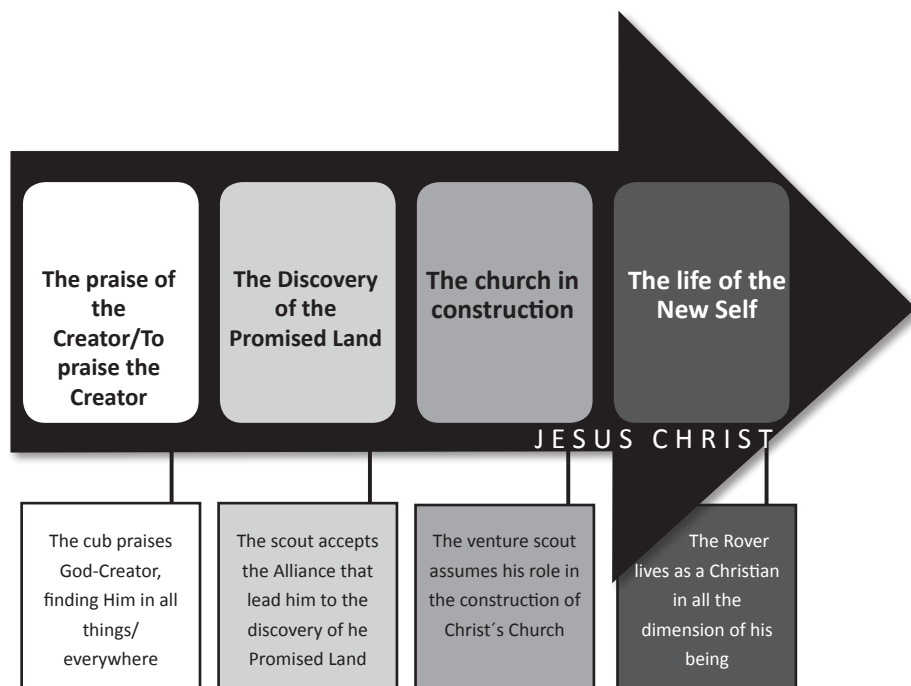 The praise of
the
Creator/To
praise the
Creator
The Discovery
of the
Promised Land
The church in
construction
The life of the
New Self
JESUS CHRIST
The cub praises
God-Creator,
finding Him in all
things/
everywhere
The scout accepts
the Alliance that
lead him to the
discovery of he
Promised Land
The venture scout
assumes his role in
the construction of
Christ´s Church
The Rover
lives as a Christian
in all the
dimension of his
being